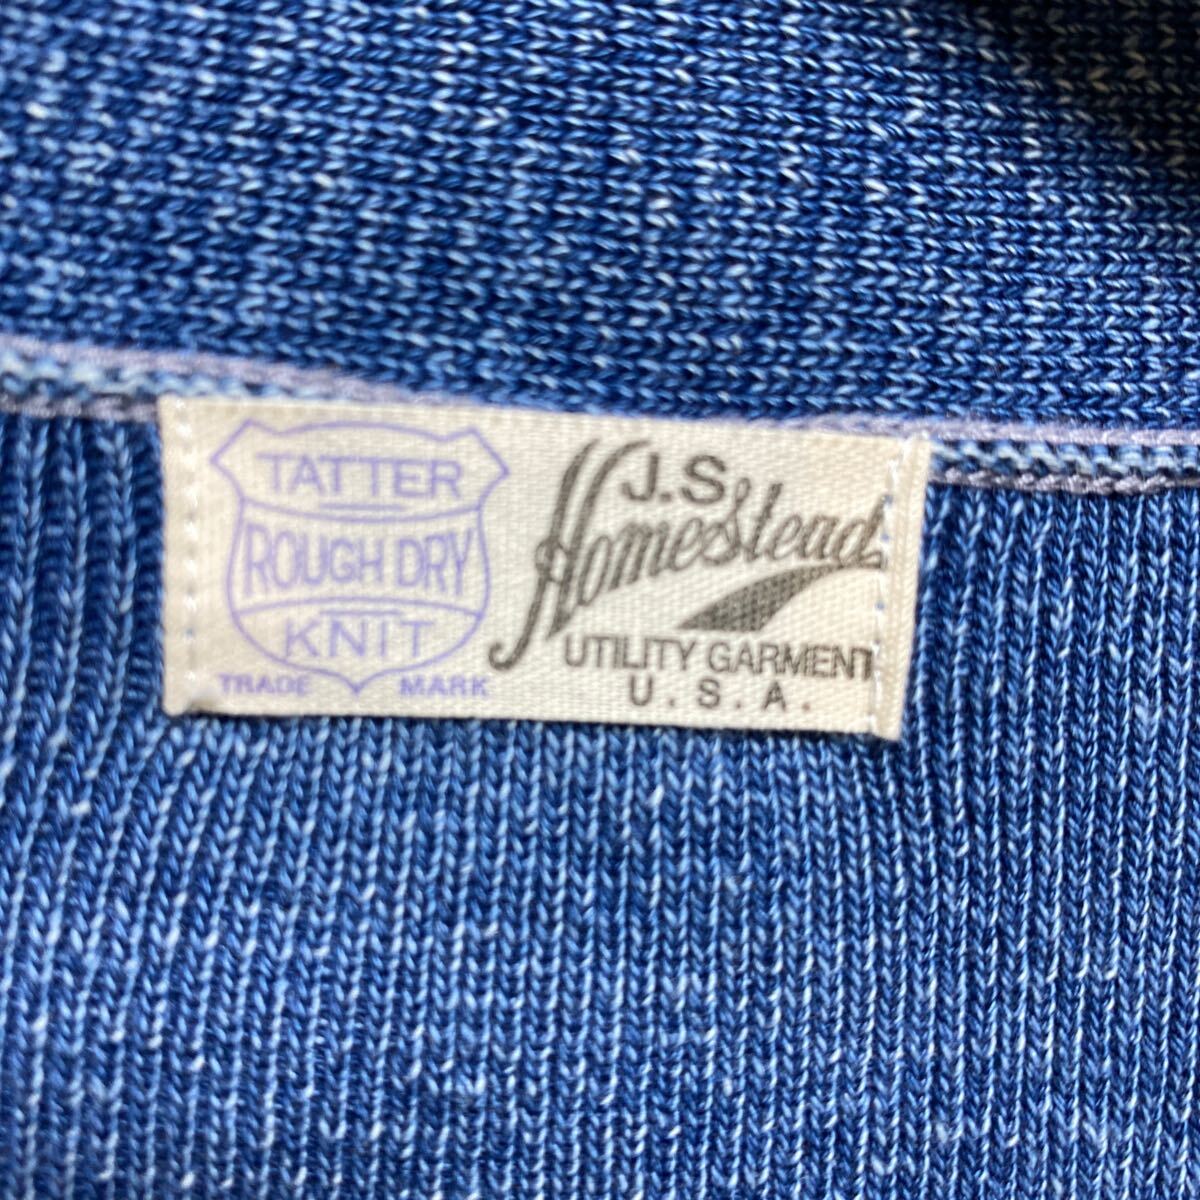 TATTER
ROUGH DRY
KNIT
TRADE MARK
J.S.
Homestead
UTILITY GARMENT
U.S.A.